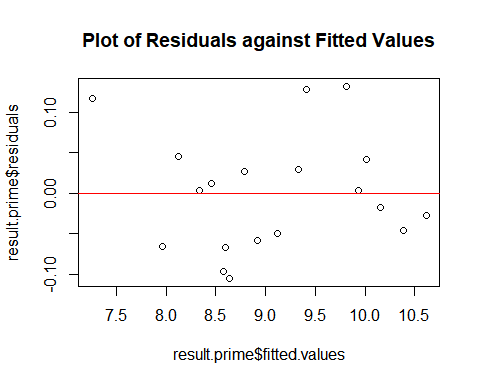 Plot of Residuals against Fitted Values
result.prime$residuals
0.10
0.00
-0.10
7.5 8.0 8.5 9.0 9.5 10.0 10.5
result.prime$fitted.values